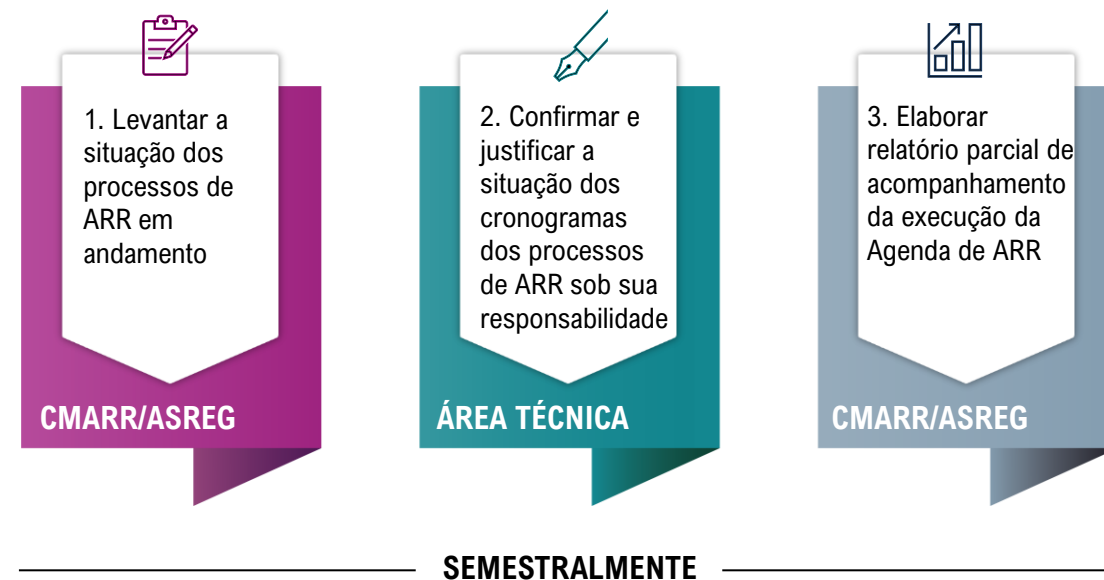 1. Levantar a
situação dos
processos de
ARR em
andamento
CMARR/ASREG
2. Confirmar e
justificar a
situação dos
cronogramas
dos processos
de ARR sob sua
responsabilidade
ÁREA TÉCNICA
3. Elaborar
relatório parcial de
acompanhamento
da execução da
Agenda de ARR
CMARR/ASREG
SEMESTRALMENTE